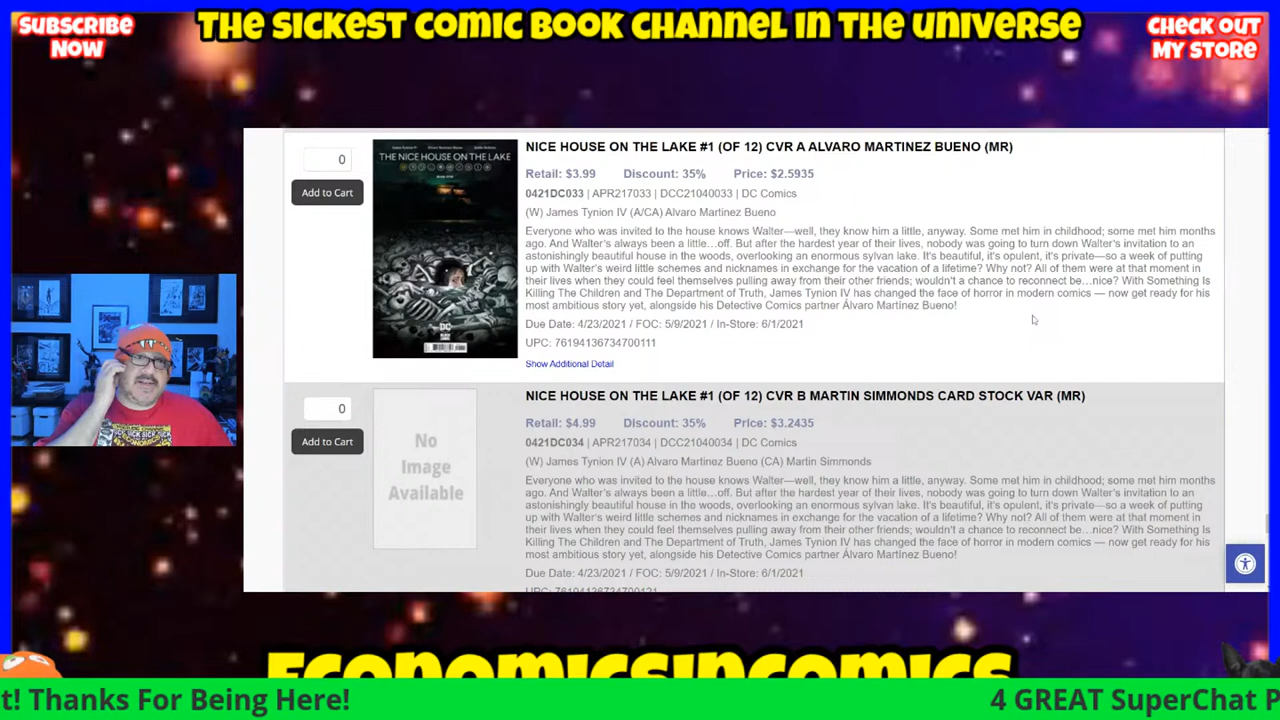 SUBSCRIBE
NOW
THE SICKEST COMIC BOOK CHANNEL IN THE UNIVERSE
CHECK OUT
MY STORE
0
Add to Cart
THE NICE HOUSE ON THE LAKE
DC
NICE HOUSE ON THE LAKE #1 (OF 12) CVR A ALVARO MARTINEZ BUENO (MR)
Retail: $3.99 Discount: 35% Price: $2.5935
0421DC033 | APR217033 | DCC21040033 | DC Comics
(W) James Tynion IV (A/CA) Alvaro Martinez Bueno
Everyone who was invited to the house knows Walter—well, they know him a little, anyway. Some met him in childhood; some met him months
ago. And Walter's always been a little…off. But after the hardest year of their lives, nobody was going to turn down Walter's invitation to an
astonishingly beautiful house in the woods, overlooking an enormous sylvan lake. It's beautiful, it's opulent, it's private—so a week of putting
up with Walter's weird little schemes and nicknames in exchange for the vacation of a lifetime? Why not? All of them were at that moment in
their lives when they could feel themselves pulling away from their other friends; wouldn't a chance to reconnect be…nice? With Something Is
Killing The Children and The Department of Truth, James Tynion IV has changed the face of horror in modern comics — now get ready for his
most ambitious story yet, alongside his Detective Comics partner Álvaro Martínez Bueno!
Due Date: 4/23/2021 / FOC: 5/9/2021 / In-Store: 6/1/2021
UPC: 76194136734700111
Show Additional Detail
0
Add to Cart
No
Image
Available
NICE HOUSE ON THE LAKE #1 (OF 12) CVR B MARTIN SIMMONDS CARD STOCK VAR (MR)
Retail: $4.99 Discount: 35% Price: $3.2435
0421DC034 | APR217034 | DCC21040034 | DC Comics
(W) James Tynion IV (A) Alvaro Martinez Bueno (CA) Martin Simmonds
Everyone who was invited to the house knows Walter—well, they know him a little, anyway. Some met him in childhood; some met him months
ago. And Walter's always been a little…off. But after the hardest year of their lives, nobody was going to turn down Walter's invitation to an
astonishingly beautiful house in the woods, overlooking an enormous sylvan lake. It's beautiful, it's opulent, it's private—so a week of putting
up with Walter's weird little schemes and nicknames in exchange for the vacation of a lifetime? Why not? All of them were at that moment in
their lives when they could feel themselves pulling away from their other friends; wouldn't a chance to reconnect be…nice? With Something Is
Killing The Children and The Department of Truth, James Tynion IV has changed the face of horror in modern comics — now get ready for his
most ambitious story yet, alongside his Detective Comics partner Álvaro Martínez Bueno!
Due Date: 4/23/2021 / FOC: 5/9/2021 / In-Store: 6/1/2021
UPC: 76194136734700121
ECONOMICSINCOMICS
t! Thanks For Being Here!
4 GREAT SuperChat P